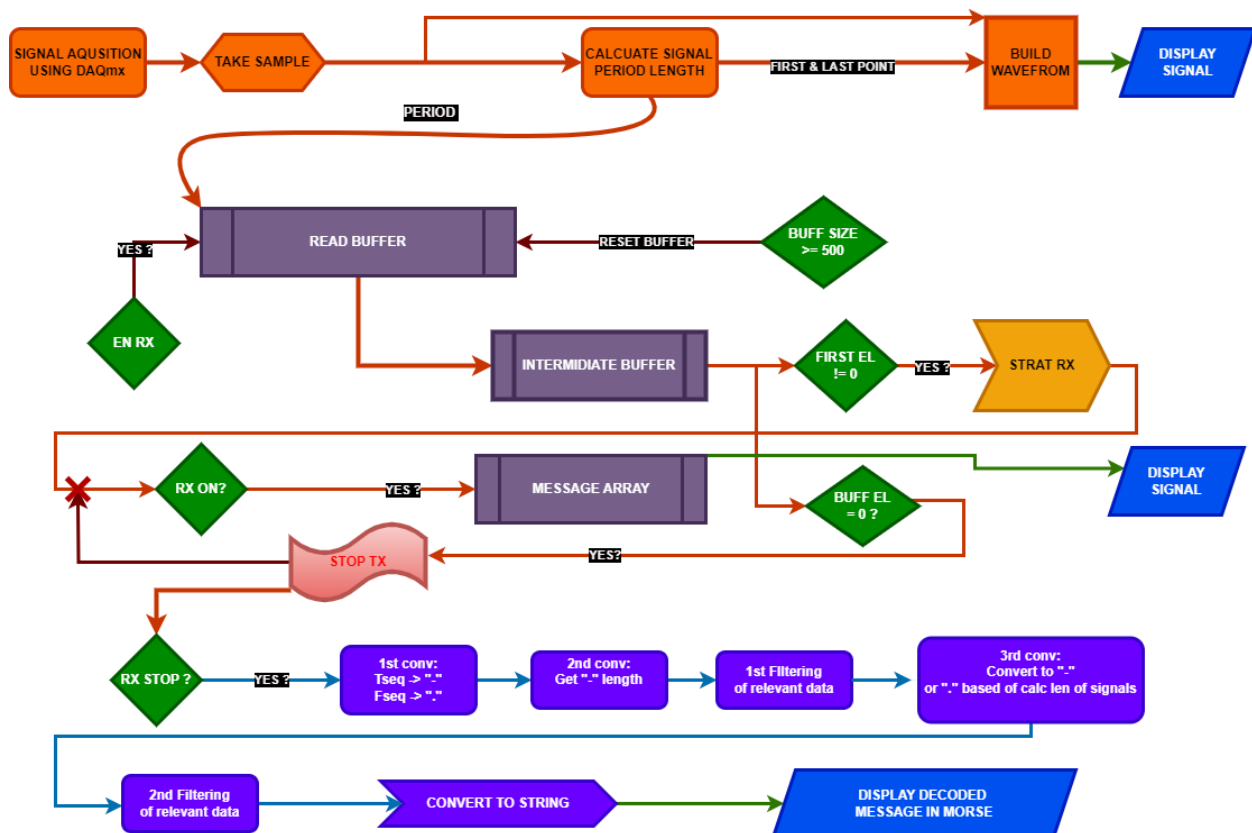 SIGNAL AQUSITION
USING DAQmx
TAKE SAMPLE
CALCUATE SIGNAL
PERIOD LENGTH
FIRST & LAST POINT
BUILD
WAVEFROM
DISPLAY
SIGNAL
PERIOD
READ BUFFER
RESET BUFFER
BUFF SIZE
>= 500
YES ?
EN RX
INTERMIDIATE BUFFER
FIRST EL
!= 0
YES ?
STRAT RX
RX ON?
YES ?
MESSAGE ARRAY
BUFF EL
= 0 ?
DISPLAY
SIGNAL
STOP TX
YES?
RX STOP ?
YES ?
1st conv:
Tseq -> "-"
Fseq -> "."
2nd conv:
Get "-" length
1st FIltering
of relevant data
3rd conv:
Convert to "-"
or "." based of calc len of signals
2nd Filtering
of relevant data
CONVERT TO STRING
DISPLAY DECODED
MESSAGE IN MORSE